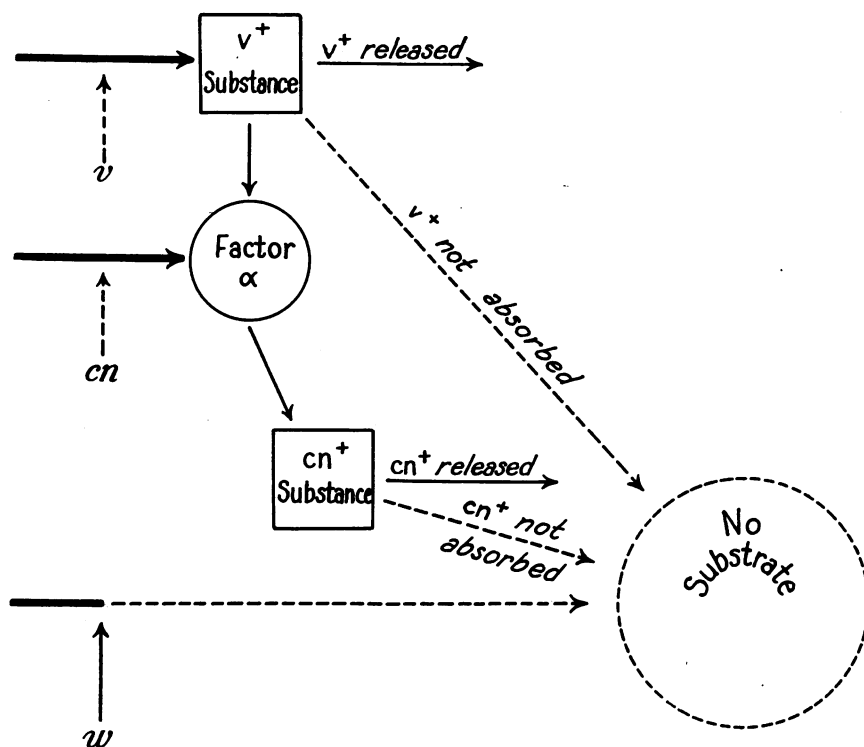 v+
Substance
v+ released
v
v+ not absorbed
Factor
α
cn
cn+
Substance
cn+ released
cn+ not
absorbed
No
Substrate
w